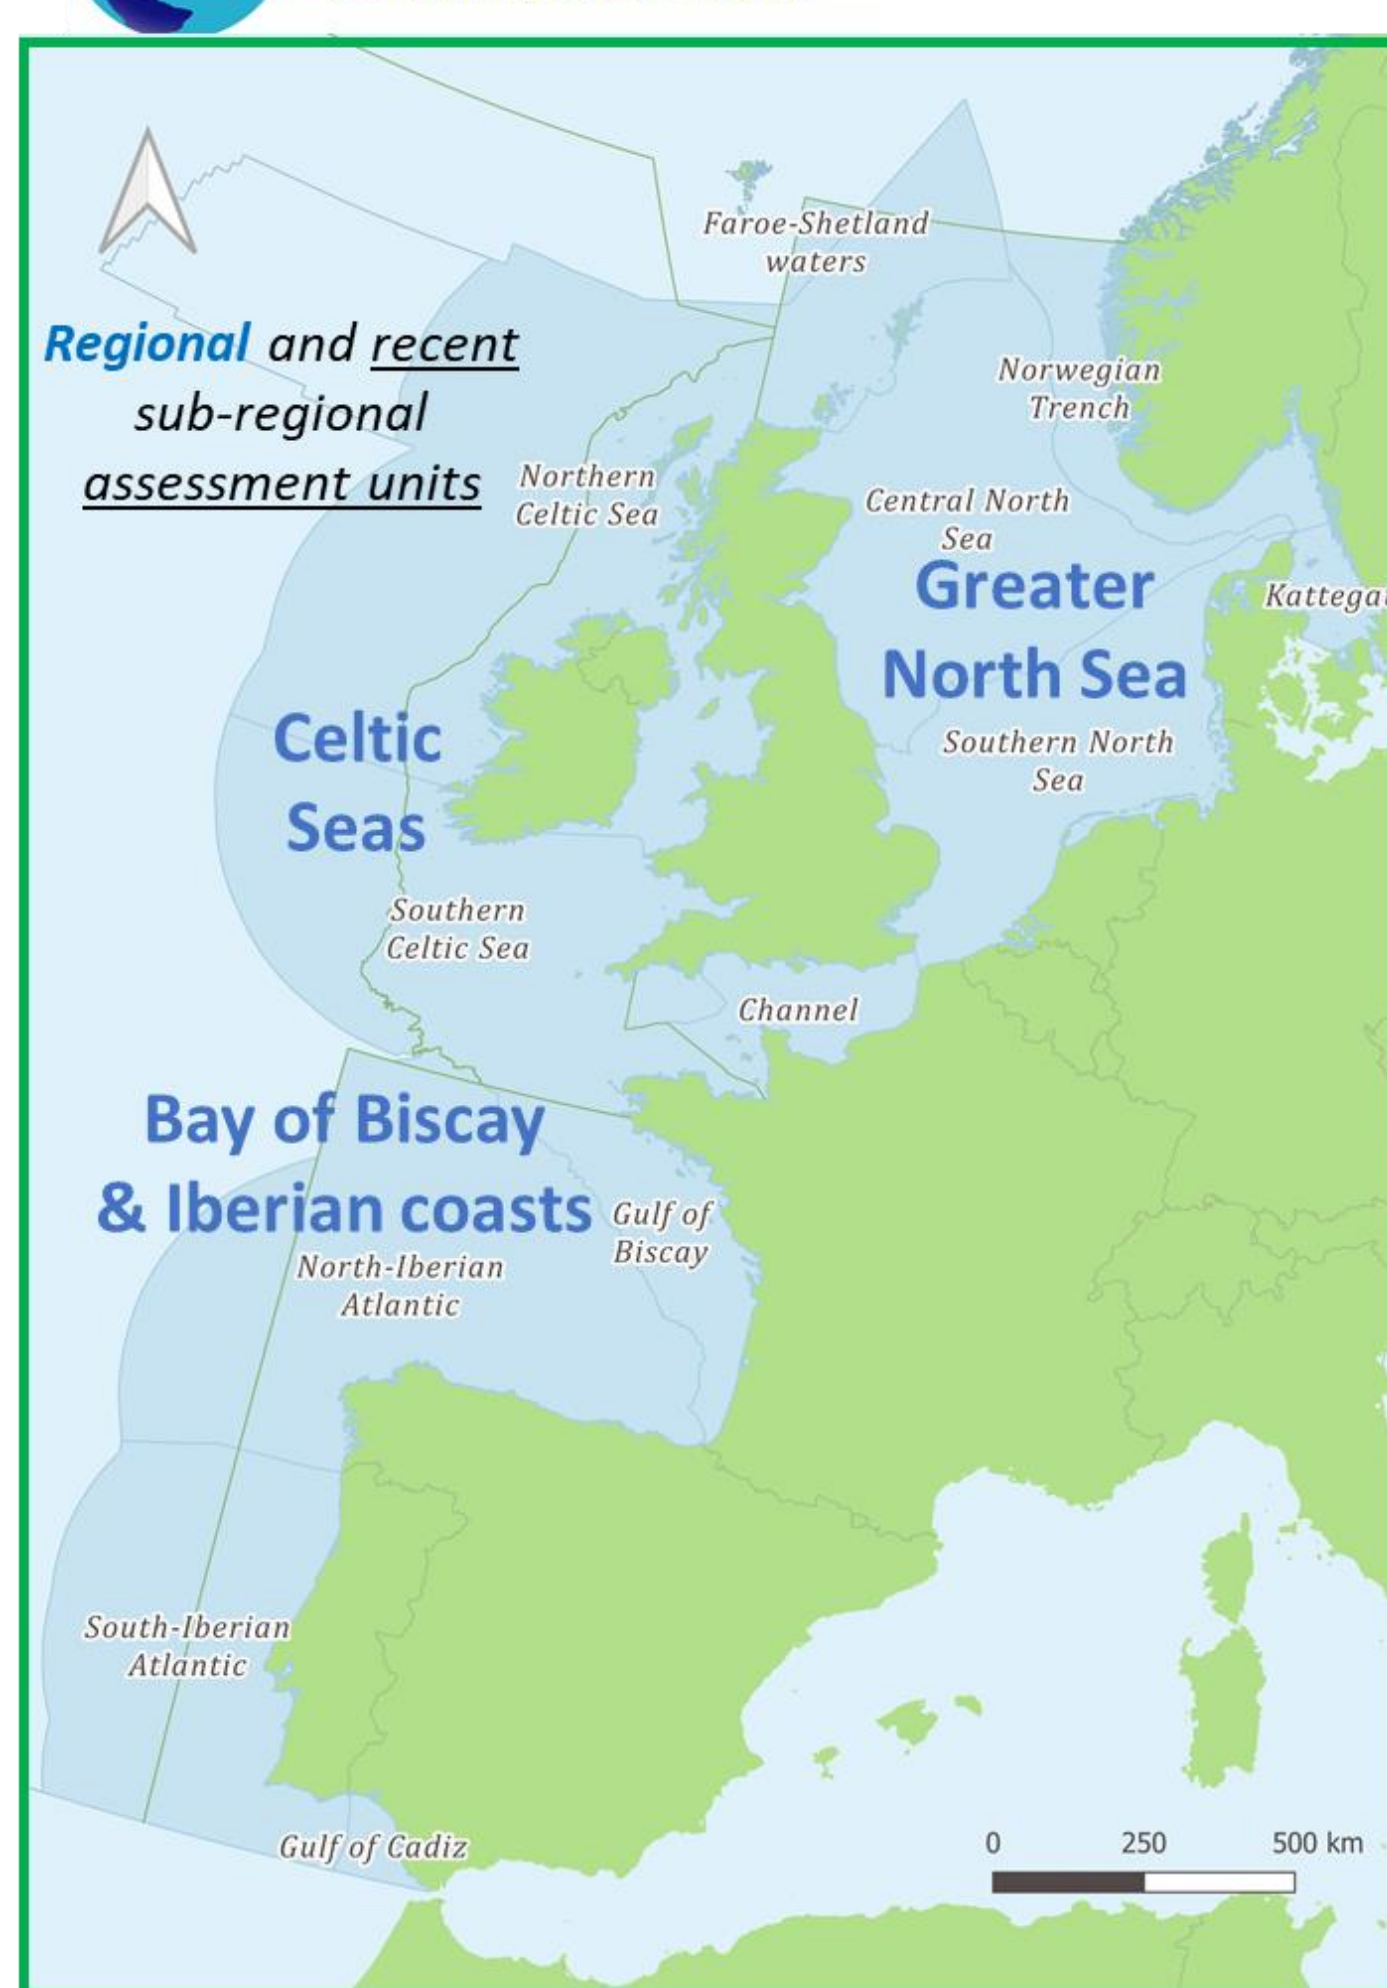 Faroe-Shetland
waters
Regional and recent
sub-regional
assessment units
Norwegian
Trench
Northern
Celtic Sea
Central North
Sea
Greater
North Sea
Celtic
Seas
Southern North
Sea
Southern
Celtic Sea
Channel
Bay of Biscay
& Iberian coasts
Gulf of
Biscay
North-Iberian
Atlantic
South-Iberian
Atlantic
Gulf of Cadiz
0 250 500 km